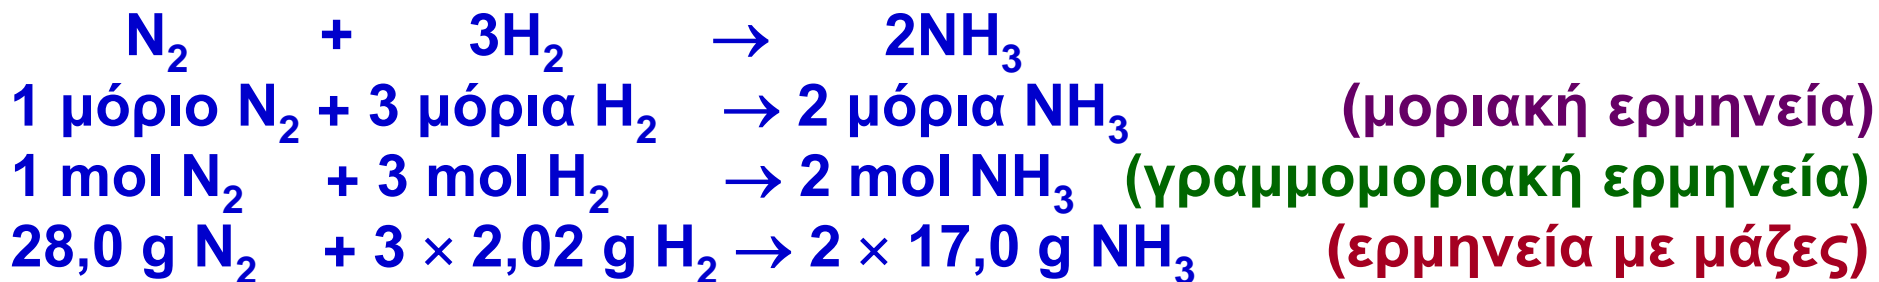 N₂ + 3H₂ → 2NH₃
1 μόριο N₂ + 3 μόρια H₂ → 2 μόρια NH₃ (μοριακή ερμηνεία)
1 mol N₂ + 3 mol H₂ → 2 mol NH₃ (γραμμομοριακή ερμηνεία)
28,0 g N₂ + 3 × 2,02 g H₂ → 2 × 17,0 g NH₃ (ερμηνεία με μάζες)